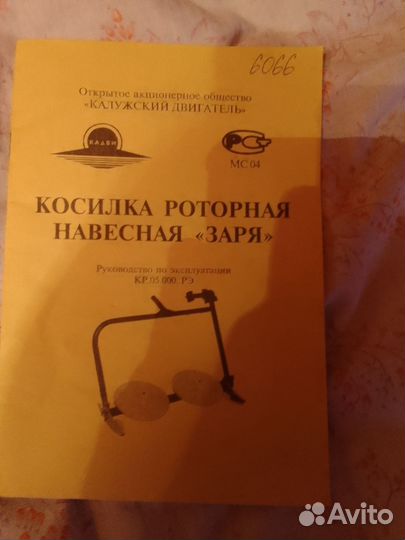 6066
Открытое акционерное общество
«КАЛУЖСКИЙ ДВИГАТЕЛЬ»
КАДВИ
РС
МС 04
КОСИЛКА РОТОРНАЯ
НАВЕСНАЯ «ЗАРЯ»
Руководство по эксплуатации
КР.05.000. РЭ
Avito